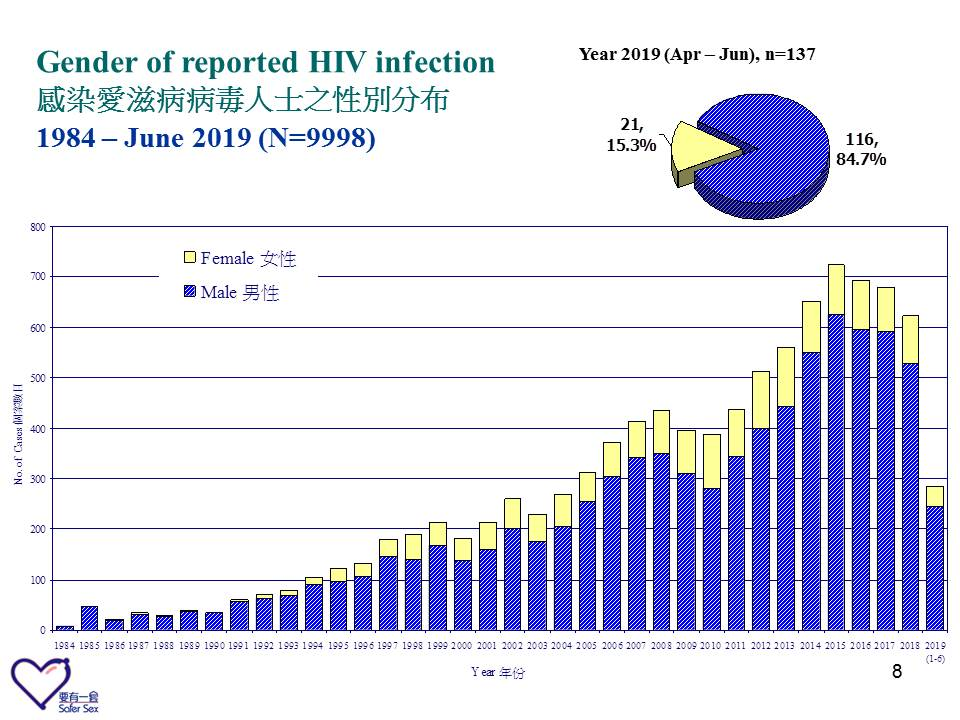 Gender of reported HIV infection
感染愛滋病病毒人士之性別分布
1984 – June 2019 (N=9998)
Year 2019 (Apr – Jun), n=137
21,
15.3%
116,
84.7%
800
700
600
500
400
300
200
100
0
No. of Cases 個案數目
Female 女性
Male 男性
1984 1985 1986 1987 1988 1989 1990 1991 1992 1993 1994 1995 1996 1997 1998 1999 2000 2001 2002 2003 2004 2005 2006 2007 2008 2009 2010 2011 2012 2013 2014 2015 2016 2017 2018 2019
(1-6)
Year 年份
要有一套
Safer Sex
8